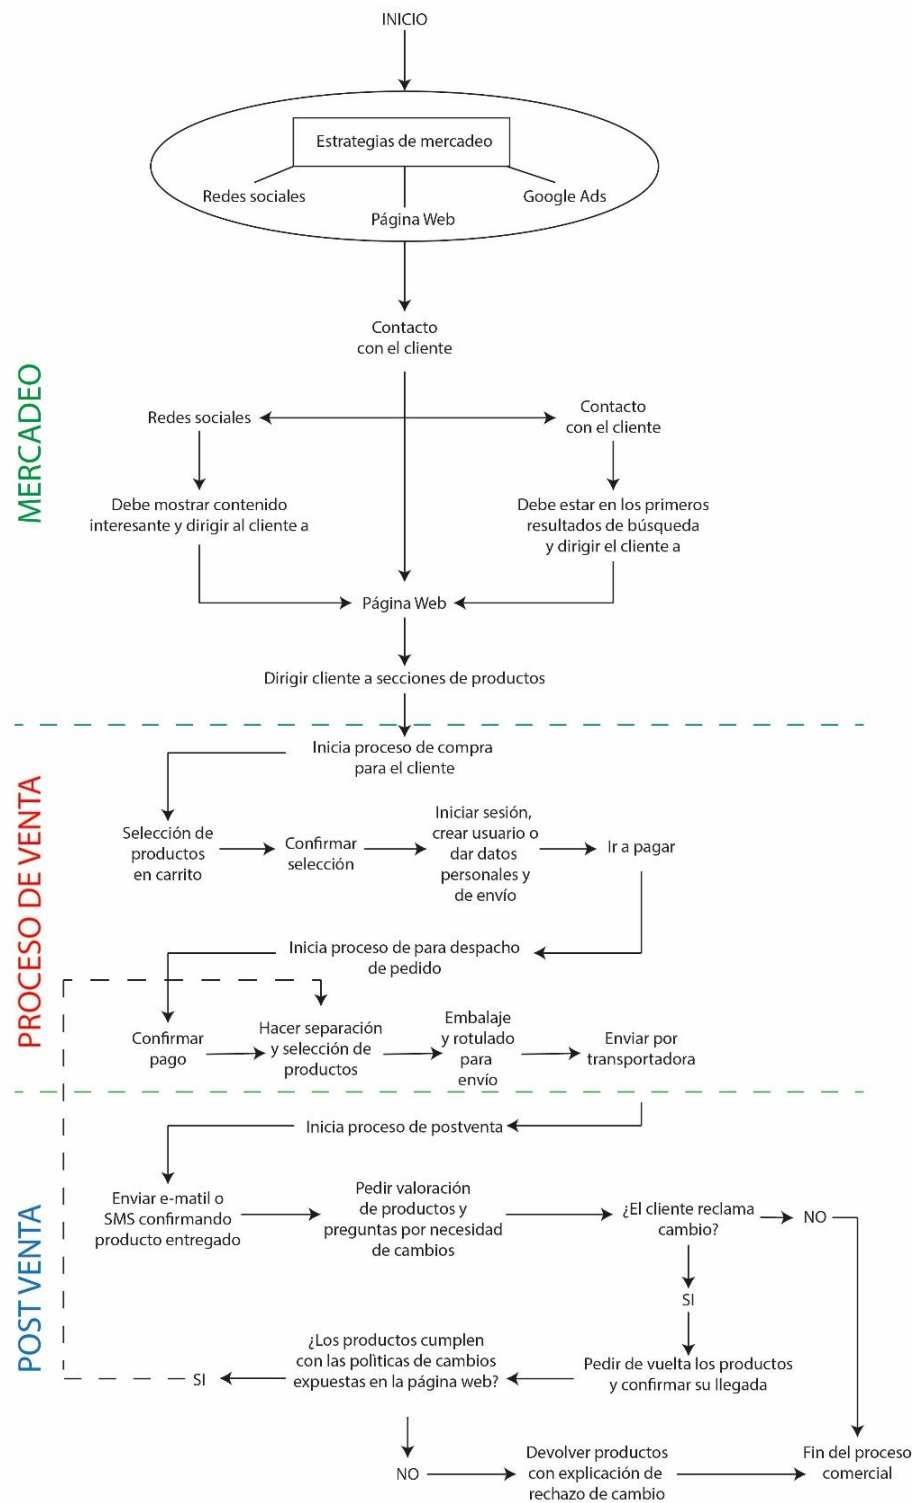 INICIO
Estrategias de mercadeo
Redes sociales
Google Ads
Página Web
MERCADEO
Contacto
con el cliente
Redes sociales
Contacto
con el cliente
Debe mostrar contenido
interesante y dirigir al cliente a
Debe estar en los primeros
resultados de búsqueda
y dirigir el cliente a
Página Web
Dirigir cliente a secciones de productos
PROCESO DE VENTA
Inicia proceso de compra
para el cliente
Selección de
productos
en carrito
Confirmar
selección
Iniciar sesión,
crear usuario o
dar datos
personales y
de envío
Ir a pagar
Inicia proceso de para despacho
de pedido
Confirmar
pago
Hacer separación
y selección de
productos
Embalaje
y rotulado
para
envío
Enviar por
transportadora
POST VENTA
Inicia proceso de postventa
Enviar e-matil o
SMS confirmando
producto entregado
Pedir valoración
de productos y
preguntas por necesidad
de cambios
¿El cliente reclama
cambio?
NO
SI
Pedir de vuelta los productos
y confirmar su llegada
¿Los productos cumplen
con las polìticas de cambios
expuestas en la página web?
SI
NO
Devolver productos
con explicación de
rechazo de cambio
Fin del proceso
comercial